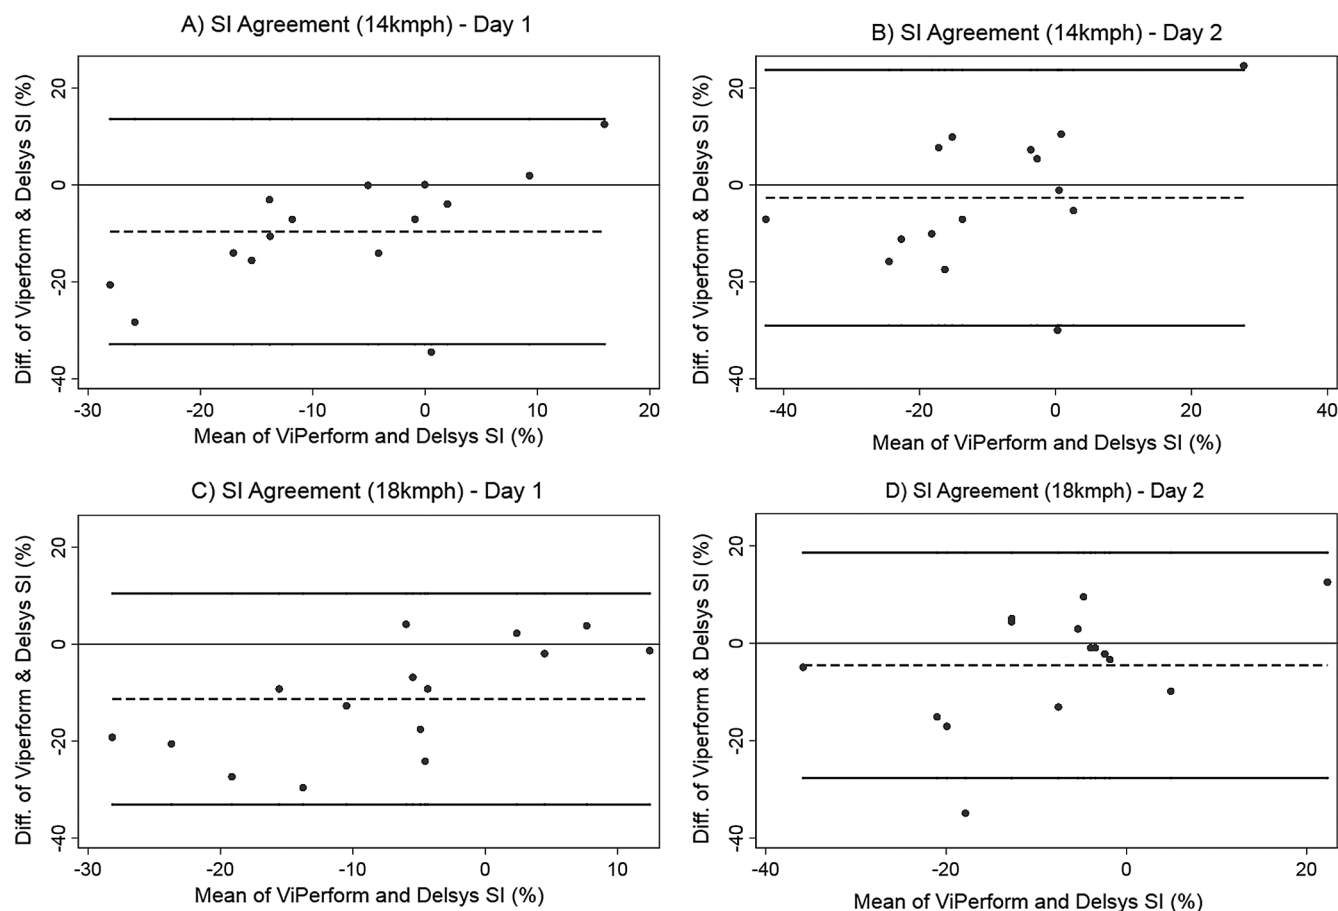 A) SI Agreement (14kmph) - Day 1
Diff. of Viperform & Delsys SI (%)
20
0
-20
-40
-30 -20 -10 0 10 20
Mean of ViPerform and Delsys SI (%)
B) SI Agreement (14kmph) - Day 2
Diff. of Viperform & Delsys SI (%)
20
0
-20
-40
-40 -20 0 20 40
Mean of ViPerform and Delsys SI (%)
C) SI Agreement (18kmph) - Day 1
Diff. of Viperform & Delsys SI (%)
20
0
-20
-40
-30 -20 -10 0 10
Mean of ViPerform and Delsys SI (%)
D) SI Agreement (18kmph) - Day 2
Diff. of Viperform & Delsys SI (%)
20
0
-20
-40
-40 -20 0 20
Mean of ViPerform and Delsys SI (%)